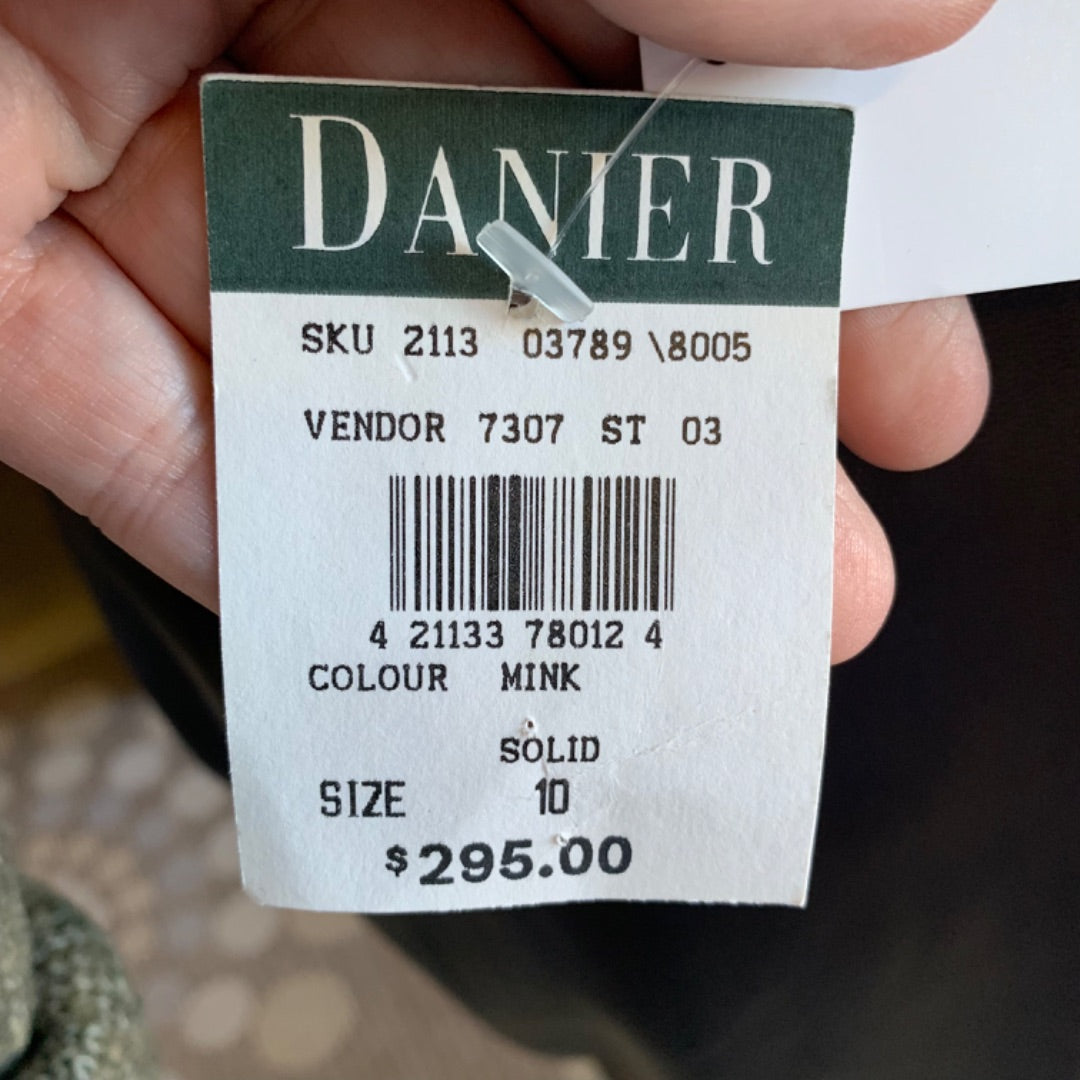 DANIER
SKU 2113 03789 \8005
VENDOR 7307 ST 03
4 21133 78012 4
COLOUR MINK
SOLID
SIZE 10
$295.00